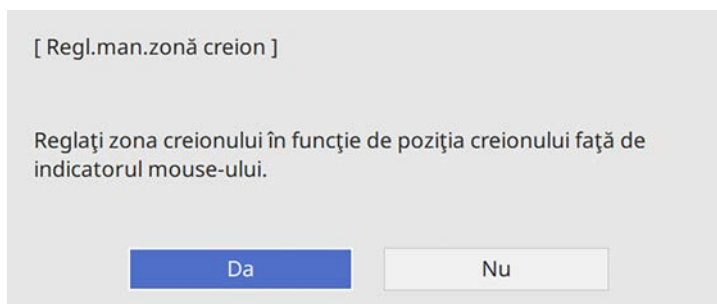 [ Regl.man.zonă creion ]
Reglaţi zona creionului în funcţie de poziţia creionului faţă de
indicatorul mouse-ului.
Da
Nu